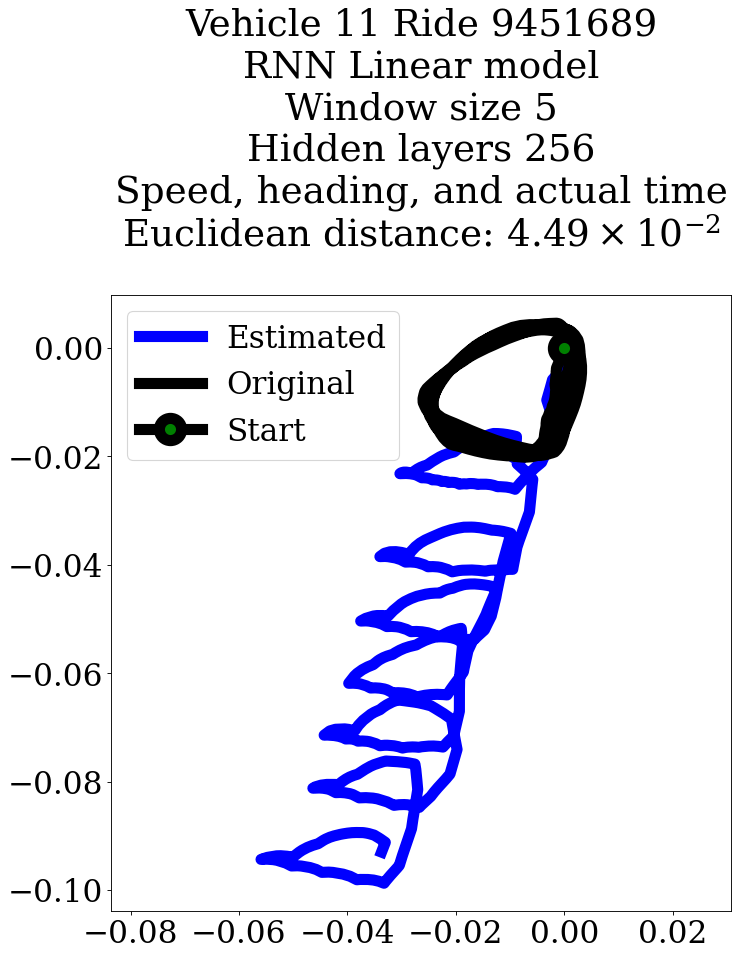 Vehicle 11 Ride 9451689
RNN Linear model
Window size 5
Hidden layers 256
Speed, heading, and actual time
Euclidean distance: 4.49 × 10⁻²
Estimated
Original
Start
0.00
−0.02
−0.04
−0.06
−0.08
−0.10
−0.08 −0.06 −0.04 −0.02 0.00 0.02